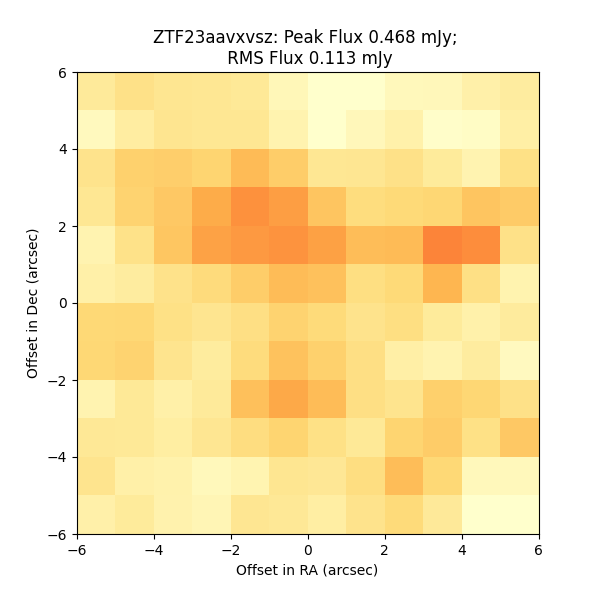 ZTF23aavxvsz: Peak Flux 0.468 mJy;
RMS Flux 0.113 mJy
6
4
2
0
−2
−4
−6
Offset in Dec (arcsec)
−6 −4 −2 0 2 4 6
Offset in RA (arcsec)